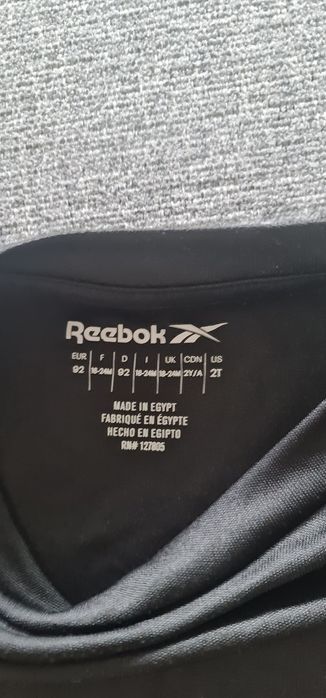 Reebok
EUR F D I UK CDN US
92 18-24M 92 18-24M 18-24M 2Y/A 2T
MADE IN EGYPT
FABRIQUÉ EN ÉGYPTE
HECHO EN EGIPTO
RN# 127805